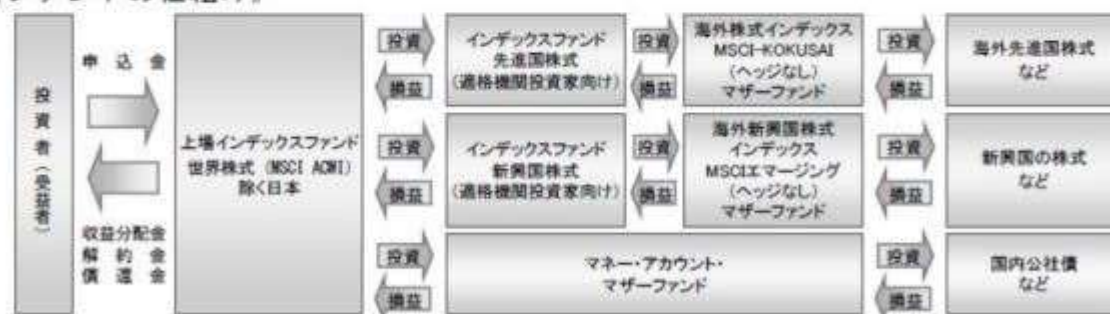 投資者(受益者)
申込金
収益分配金
解約金
償還金
上場インデックスファンド
世界株式 (MSCI ACWI)
除く日本
投資
損益
インデックスファンド
先進国株式
(適格機関投資家向け)
投資
損益
海外株式インデックス
MSCI-KOKUSAI
(ヘッジなし)
マザーファンド
投資
損益
海外先進国株式
など
投資
損益
インデックスファンド
新興国株式
(適格機関投資家向け)
投資
損益
海外新興国株式
インデックス
MSCIエマージング
(ヘッジなし)
マザーファンド
投資
損益
新興国の株式
など
投資
損益
マネー・アカウント・
マザーファンド
投資
損益
国内公社債
など